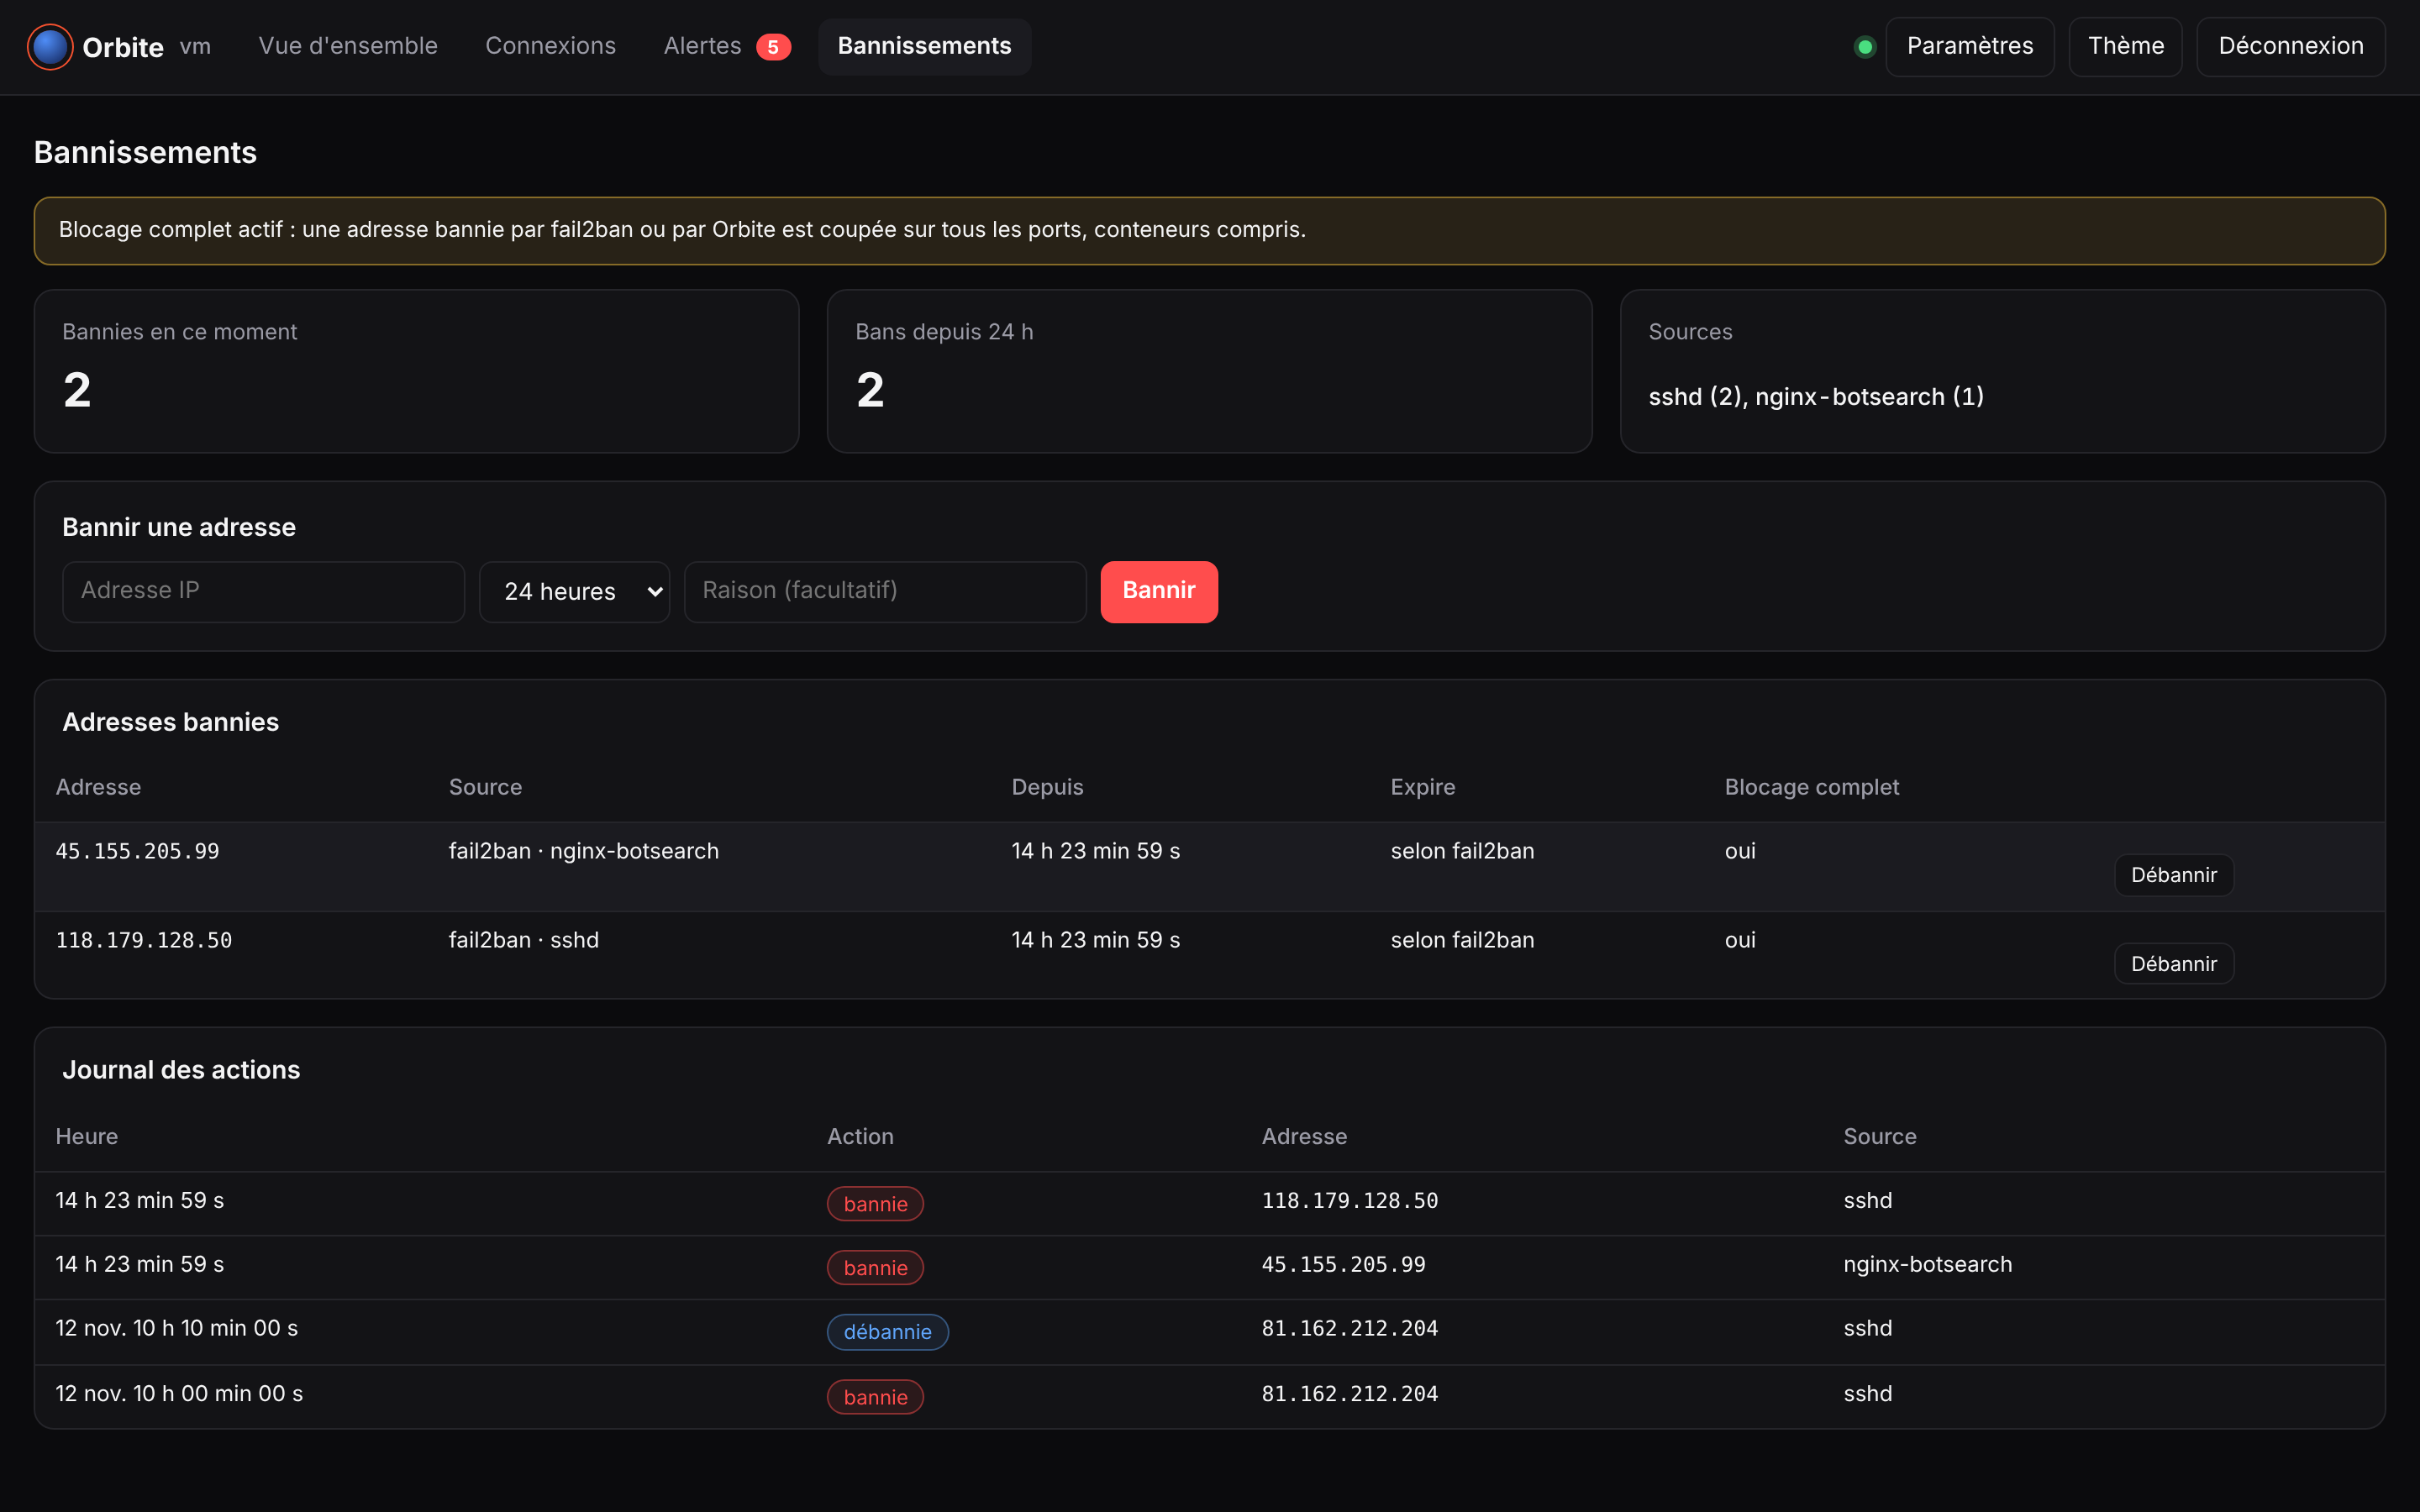 Orbite vm Vue d'ensemble Connexions Alertes 5 Bannissements Paramètres Thème Déconnexion
Bannissements
Blocage complet actif : une adresse bannie par fail2ban ou par Orbite est coupée sur tous les ports, conteneurs compris.
Bannies en ce moment Bans depuis 24 h Sources
2 2 sshd (2), nginx-botsearch (1)
Bannir une adresse
Adresse IP 24 heures Raison (facultatif) Bannir
Adresses bannies
Adresse Source Depuis Expire Blocage complet
45.155.205.99 fail2ban · nginx-botsearch 14 h 23 min 59 s selon fail2ban oui Débannir
118.179.128.50 fail2ban · sshd 14 h 23 min 59 s selon fail2ban oui Débannir
Journal des actions
Heure Action Adresse Source
14 h 23 min 59 s bannie 118.179.128.50 sshd
14 h 23 min 59 s bannie 45.155.205.99 nginx-botsearch
12 nov. 10 h 10 min 00 s débannie 81.162.212.204 sshd
12 nov. 10 h 00 min 00 s bannie 81.162.212.204 sshd